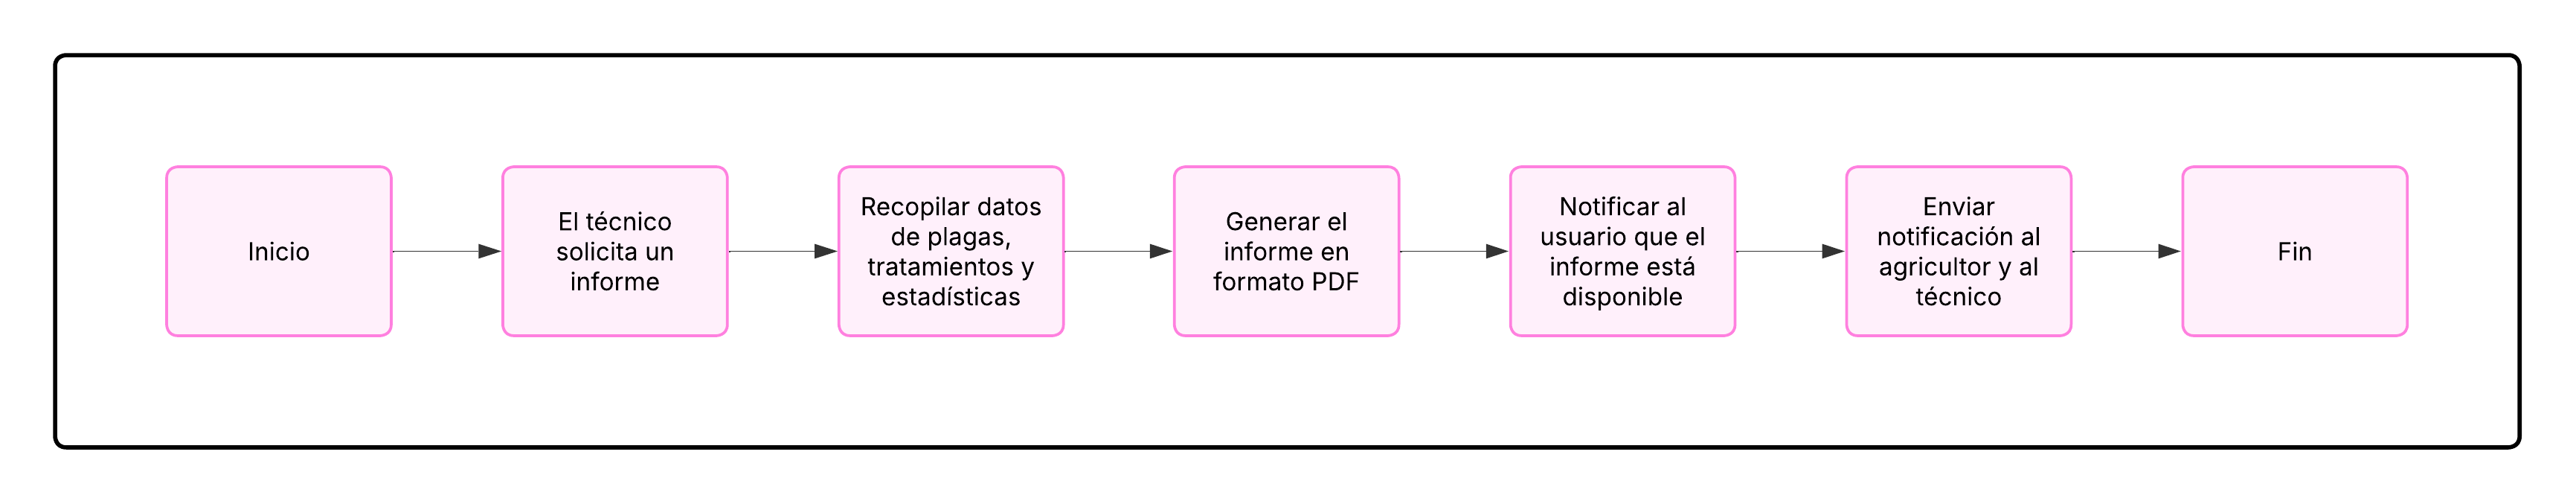 Inicio
El técnico
solicita un
informe
Recopilar datos
de plagas,
tratamientos y
estadísticas
Generar el
informe en
formato PDF
Notificar al
usuario que el
informe está
disponible
Enviar
notificación al
agricultor y al
técnico
Fin